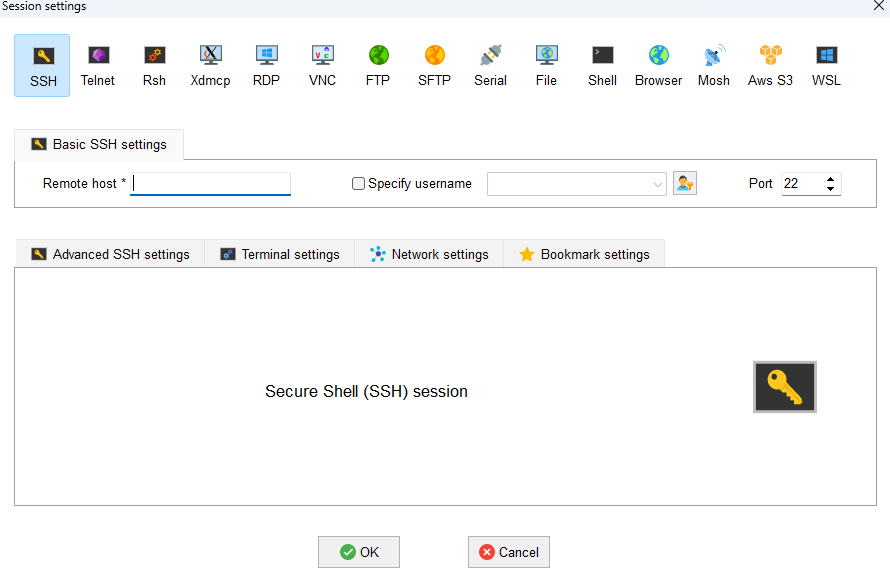 Session settings
SSH Telnet Rsh Xdmcp RDP VNC FTP SFTP Serial File Shell Browser Mosh Aws S3 WSL
Basic SSH settings
Remote host * Specify username Port 22
Advanced SSH settings Terminal settings Network settings Bookmark settings
Secure Shell (SSH) session
OK Cancel